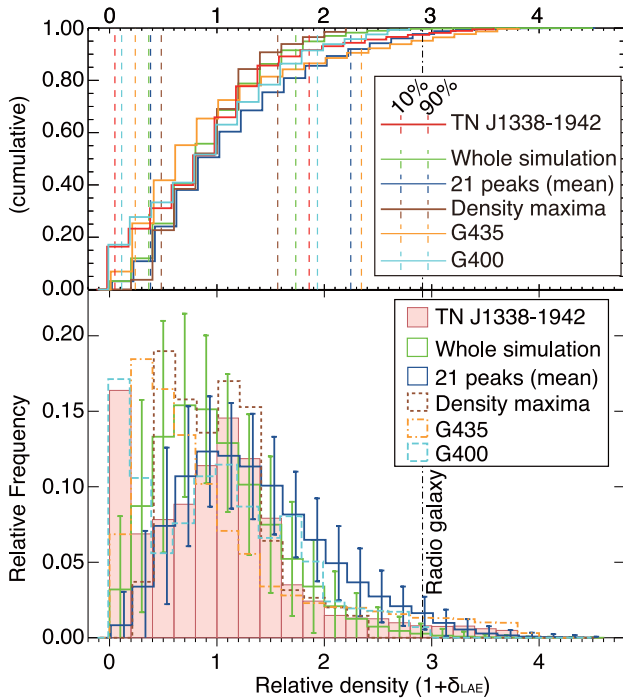 0 1 2 3 4
1.00
0.80
0.60
0.40
0.20
0.00
(cumulative)
10%
90%
TN J1338-1942
Whole simulation
21 peaks (mean)
Density maxima
G435
G400
0.20
0.15
0.10
0.05
0.00
Relative Frequency
TN J1338-1942
Whole simulation
21 peaks (mean)
Density maxima
G435
G400
Radio galaxy
0 1 2 3 4
Relative density (1+δLAE)